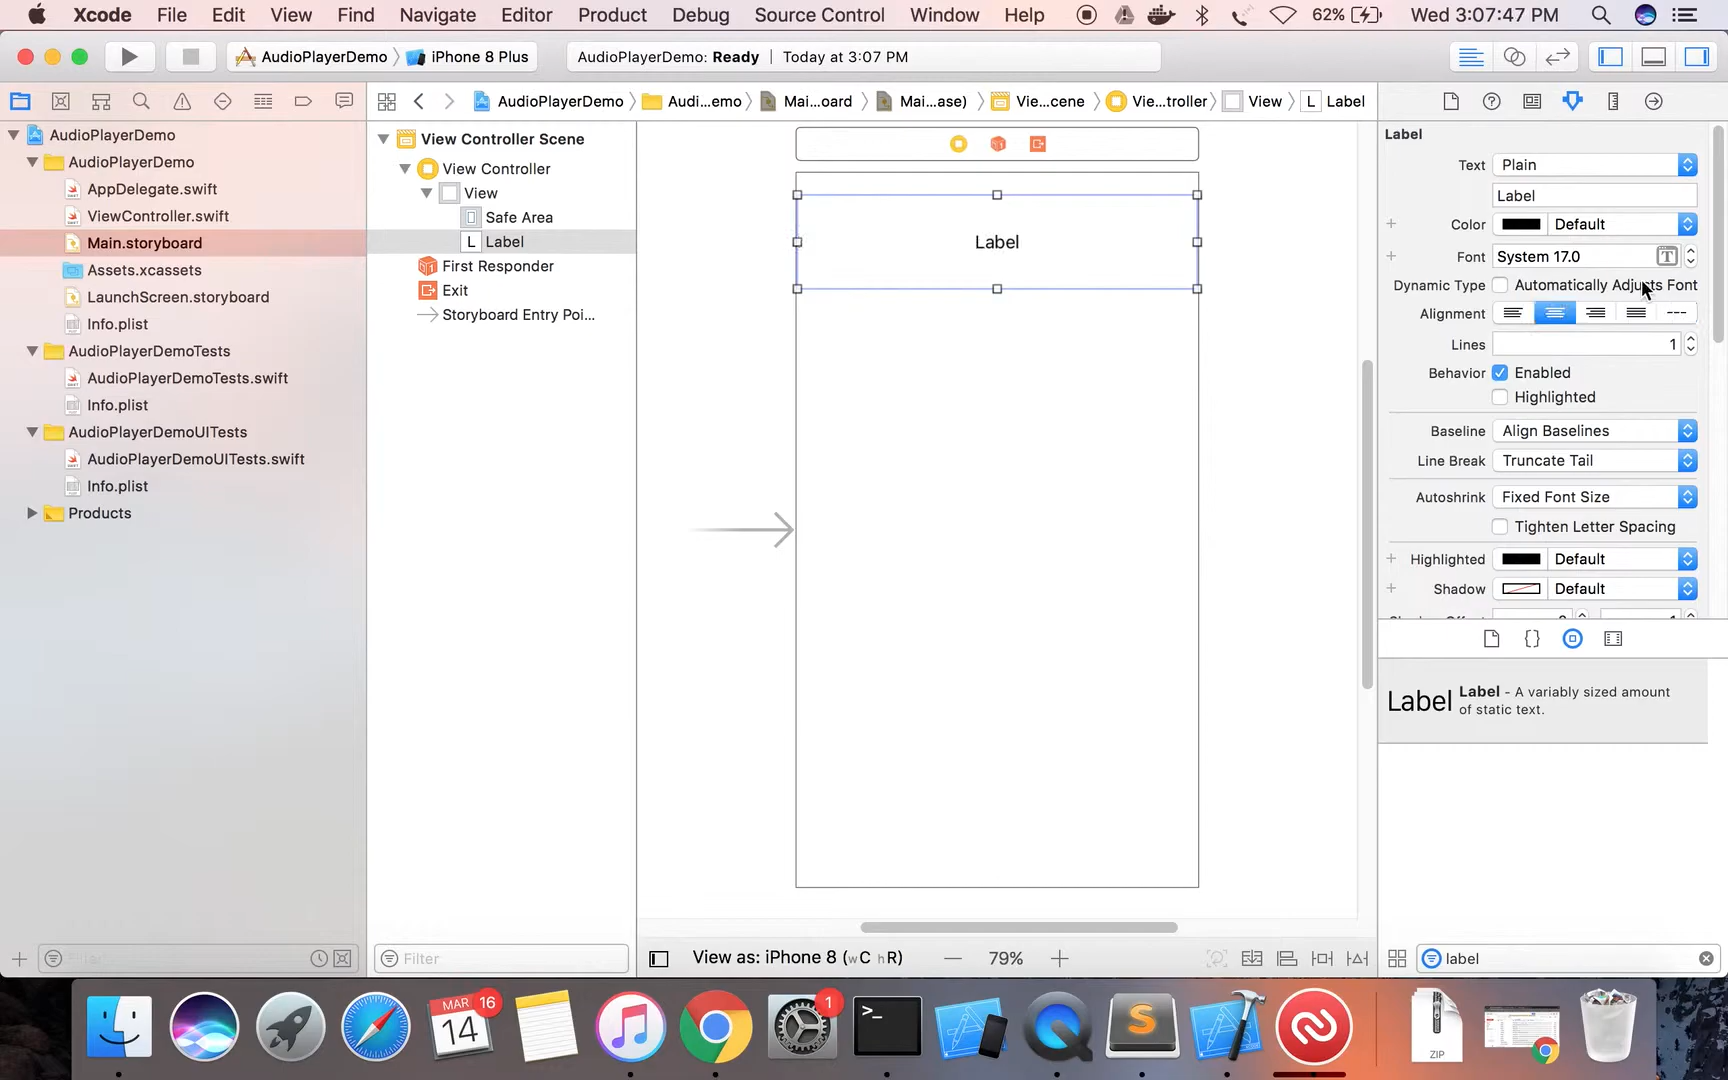 Xcode File Edit View Find Navigate Editor Product Debug Source Control Window Help 62% Wed 3:07:47 PM
AudioPlayerDemo iPhone 8 Plus AudioPlayerDemo: Ready | Today at 3:07 PM
AudioPlayerDemo Audi...emo Mai...oard Mai...ase) Vie...cene Vie...troller View L Label
AudioPlayerDemo
AudioPlayerDemo
AppDelegate.swift
ViewController.swift
Main.storyboard
Assets.xcassets
LaunchScreen.storyboard
Info.plist
AudioPlayerDemoTests
AudioPlayerDemoTests.swift
Info.plist
AudioPlayerDemoUITests
AudioPlayerDemoUITests.swift
Info.plist
Products
View Controller Scene
View Controller
View
Safe Area
L Label
First Responder
Exit
Storyboard Entry Poi...
Filter
Label
View as: iPhone 8 (wC hR) 79%
Label
Text Plain
Label
Color Default
Font System 17.0 T
Dynamic Type Automatically Adjusts Font
Alignment
Lines 1
Behavior Enabled
Highlighted
Baseline Align Baselines
Line Break Truncate Tail
Autoshrink Fixed Font Size
Tighten Letter Spacing
Highlighted Default
Shadow Default
{}
Label Label - A variably sized amount
of static text.
label
MAR 16
14
1
>_
S
ZIP